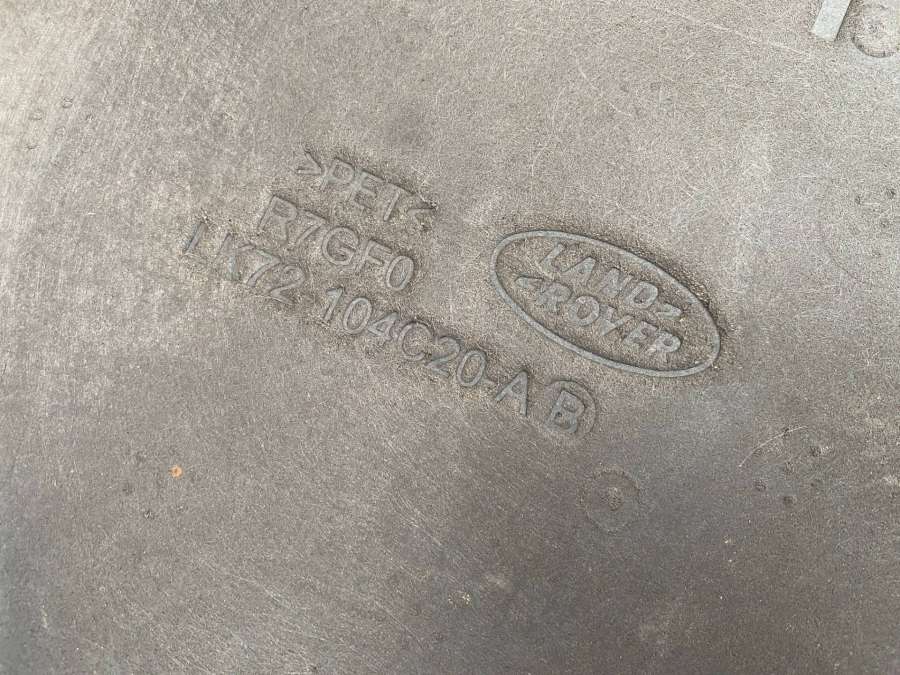 >PET<
R7GF0
LK72 104C20-A B
LAND
ROVER